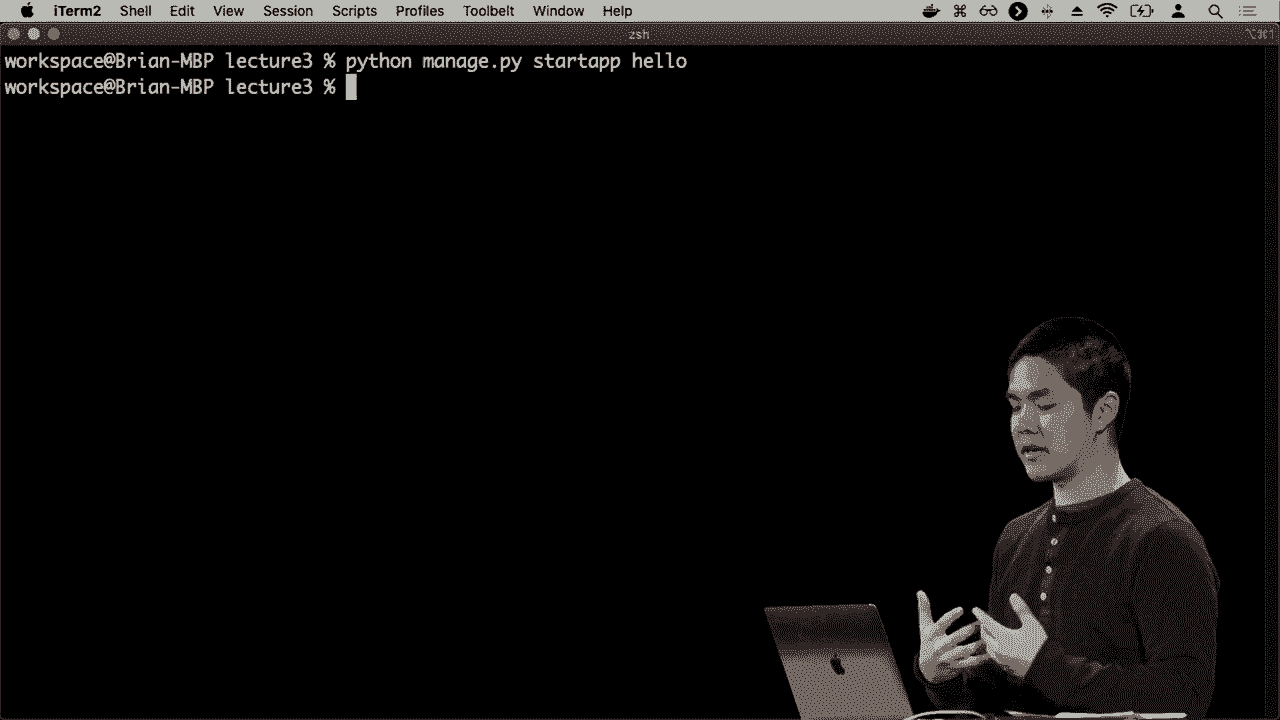 iTerm2 Shell Edit View Session Scripts Profiles Toolbelt Window Help
zsh
⌥⌘1
workspace@Brian-MBP lecture3 % python manage.py startapp hello
workspace@Brian-MBP lecture3 %